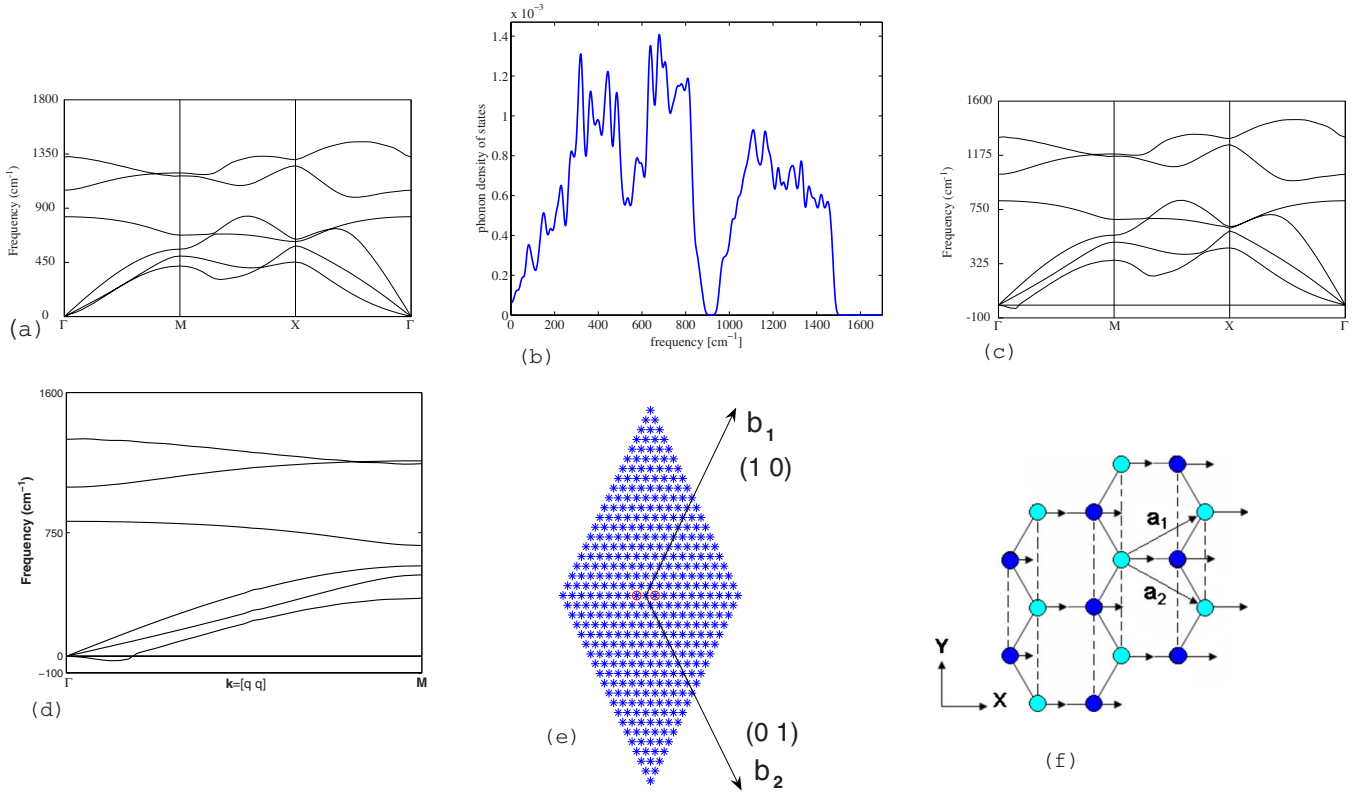 1800
1350
900
450
0
Frequency (cm⁻¹)
Γ M X Γ
(a)
x 10⁻³
1.4
1.2
1
0.8
0.6
0.4
0.2
0
phonon density of states
0 200 400 600 800 1000 1200 1400 1600
frequency [cm⁻¹]
(b)
1600
1175
750
325
-100
Frequency (cm⁻¹)
Γ M X Γ
(c)
1600
750
0
−100
Frequency (cm⁻¹)
Γ k=[q q] M
(d)
b₁
(1 0)
(0 1)
b₂
(e)
a₁
a₂
Y
X
(f)